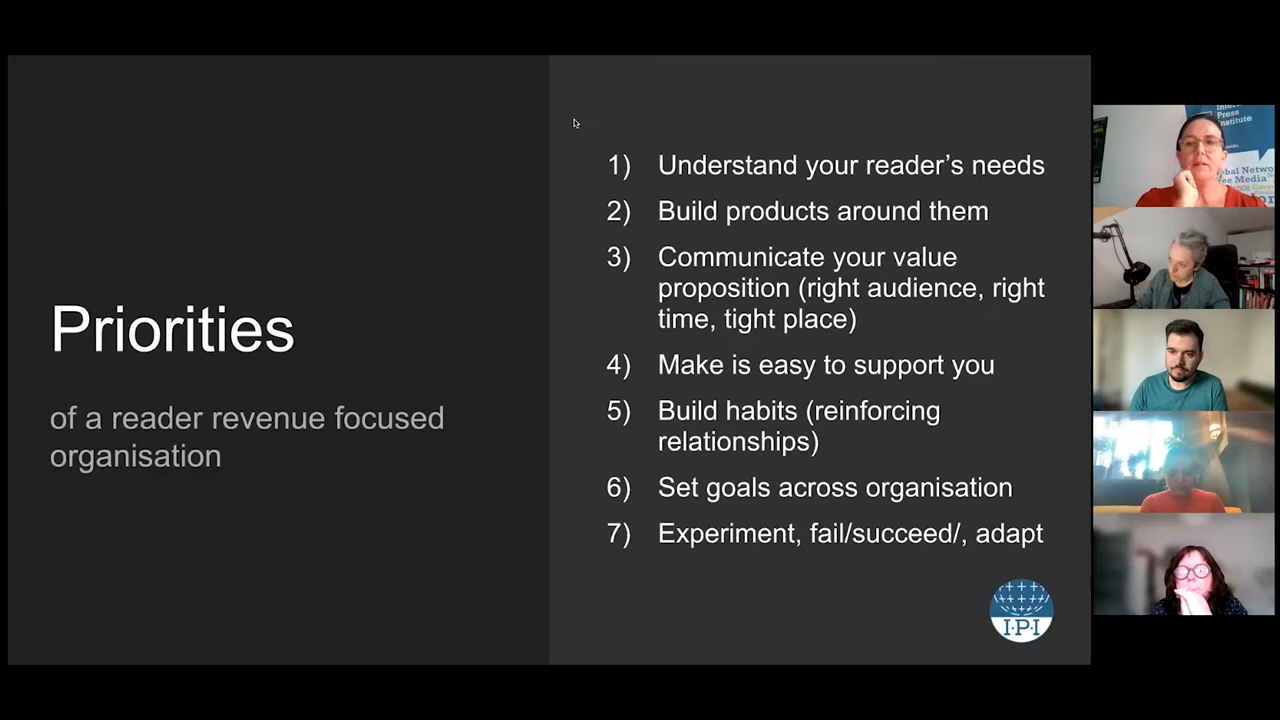 Priorities
of a reader revenue focused
organisation
1) Understand your reader’s needs
2) Build products around them
3) Communicate your value
proposition (right audience, right
time, tight place)
4) Make is easy to support you
5) Build habits (reinforcing
relationships)
6) Set goals across organisation
7) Experiment, fail/succeed/, adapt
I·P·I
Press
Institute